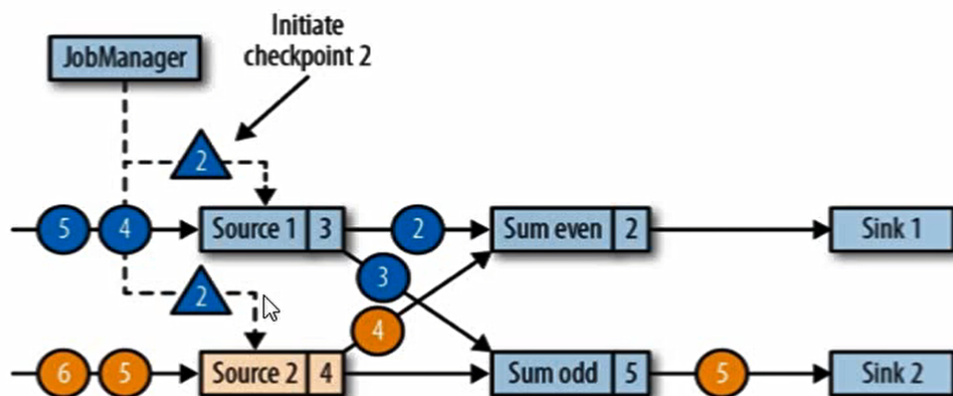 Initiate
checkpoint 2
JobManager
2
5
4
Source 1
3
2
Sum even
2
Sink 1
3
2
4
6
5
Source 2
4
Sum odd
5
5
Sink 2